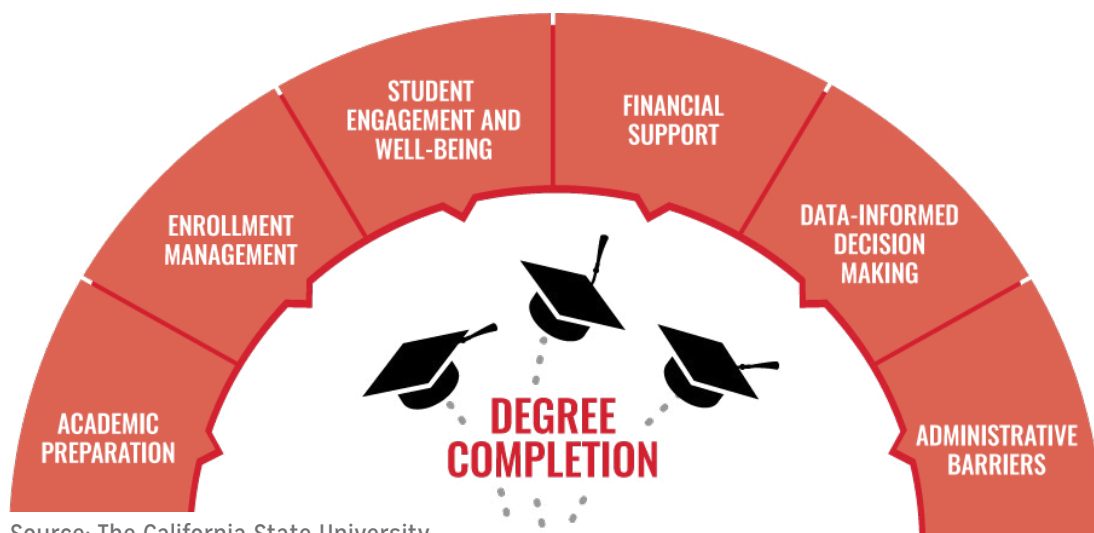 STUDENT
ENGAGEMENT AND
WELL-BEING
FINANCIAL
SUPPORT
ENROLLMENT
MANAGEMENT
DATA-INFORMED
DECISION
MAKING
ACADEMIC
PREPARATION
DEGREE
COMPLETION
ADMINISTRATIVE
BARRIERS
Source: The California State University